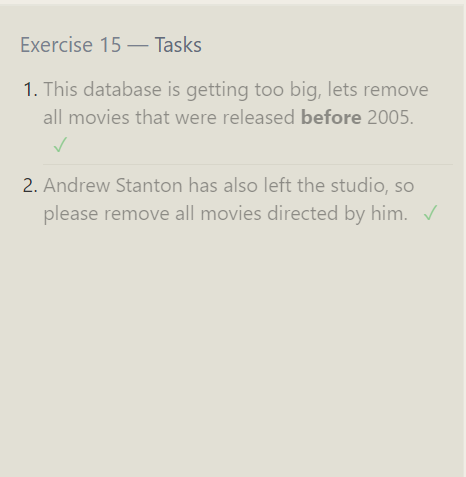 Exercise 15 — Tasks
1. This database is getting too big, lets remove
all movies that were released before 2005.
✓
2. Andrew Stanton has also left the studio, so
please remove all movies directed by him. ✓